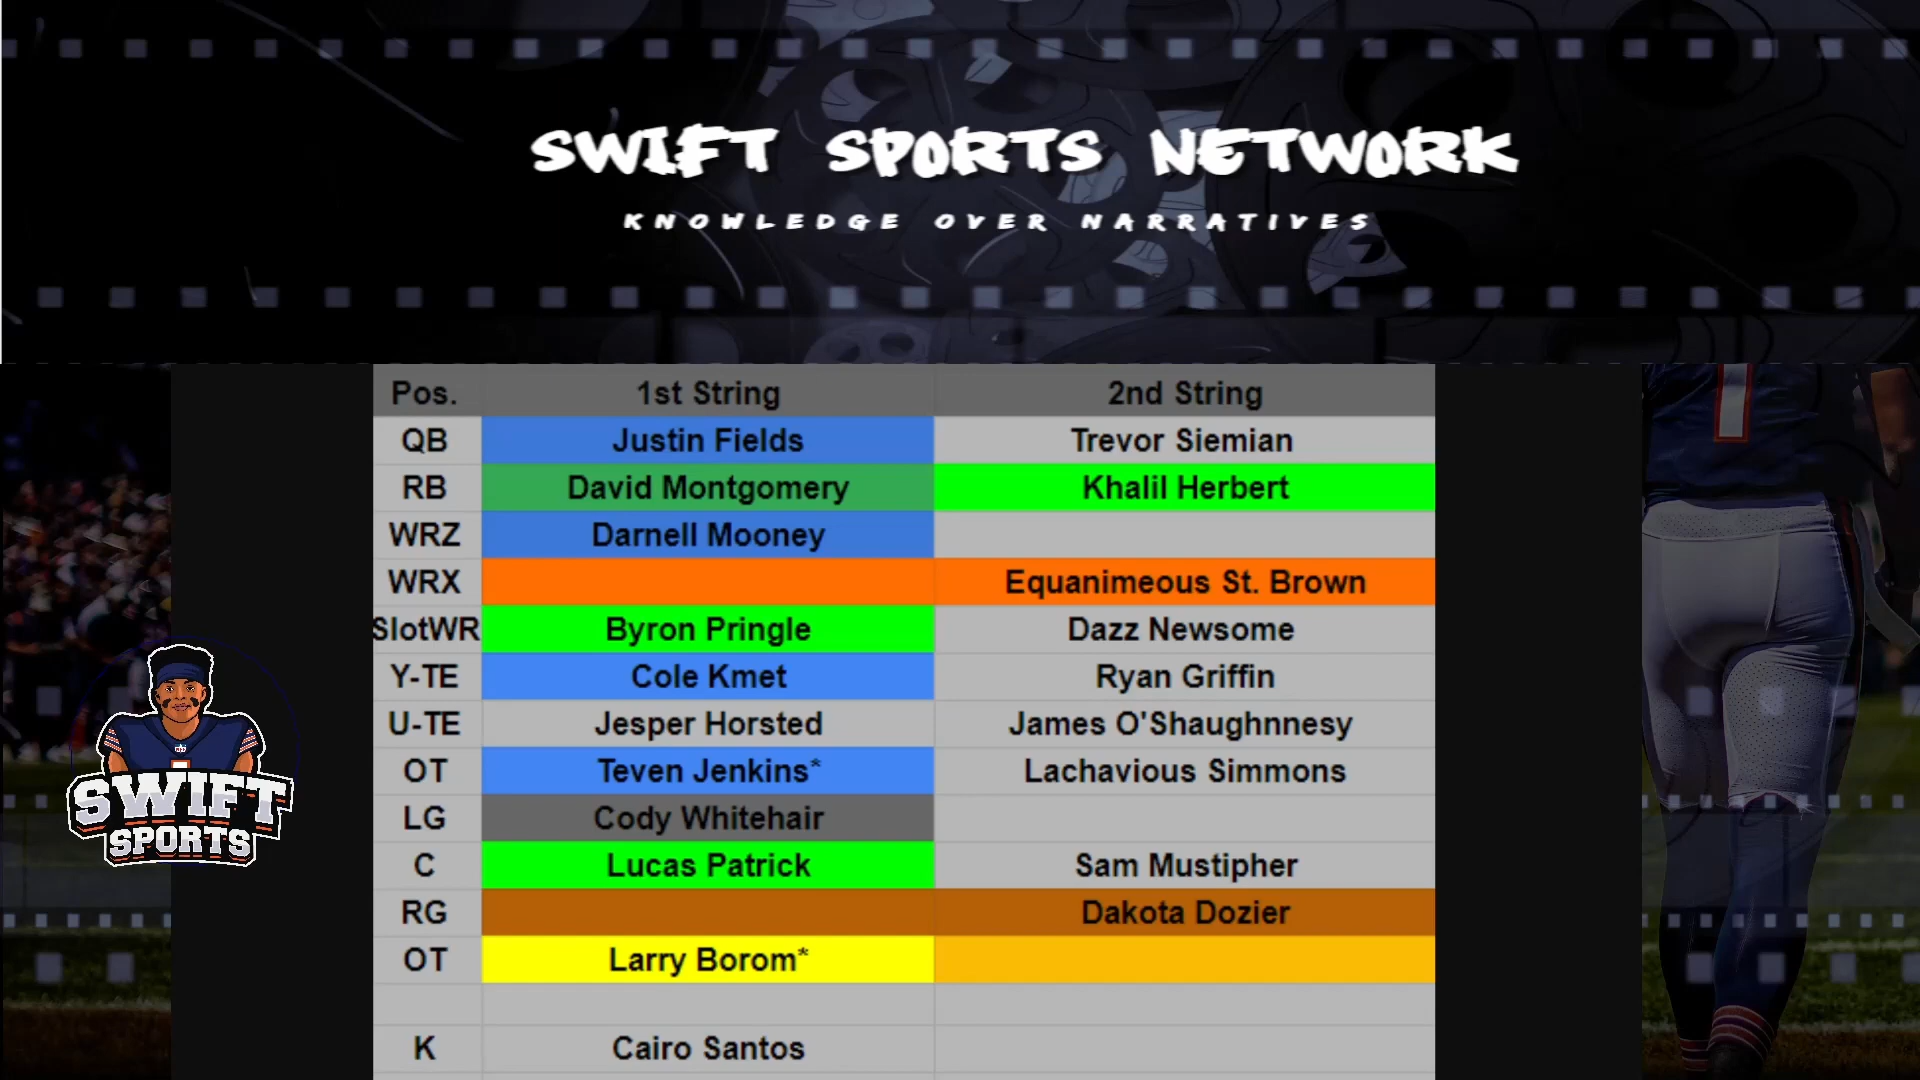 SWIFT SPORTS NETWORK
KNOWLEDGE OVER NARRATIVES
Pos. 1st String 2nd String
QB Justin Fields Trevor Siemian
RB David Montgomery Khalil Herbert
WRZ Darnell Mooney
WRX Equanimeous St. Brown
SlotWR Byron Pringle Dazz Newsome
Y-TE Cole Kmet Ryan Griffin
U-TE Jesper Horsted James O'Shaughnnesy
OT Teven Jenkins* Lachavious Simmons
LG Cody Whitehair
C Lucas Patrick Sam Mustipher
RG Dakota Dozier
OT Larry Borom*
K Cairo Santos
SWIFT
SPORTS
1